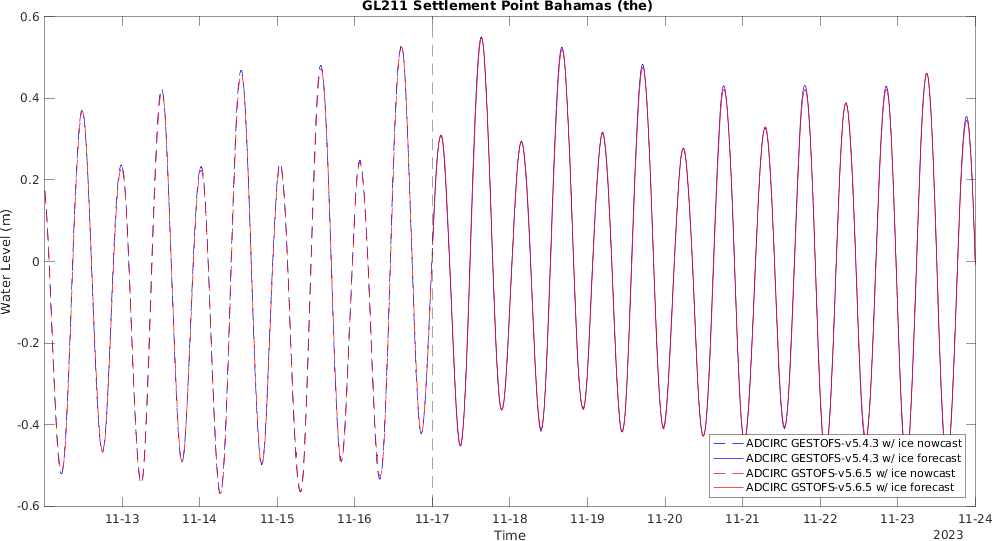 GL211 Settlement Point Bahamas (the)
0.6
0.4
0.2
0
-0.2
-0.4
-0.6
Water Level (m)
ADCIRC GESTOFS-v5.4.3 w/ ice nowcast
ADCIRC GESTOFS-v5.4.3 w/ ice forecast
ADCIRC GSTOFS-v5.6.5 w/ ice nowcast
ADCIRC GSTOFS-v5.6.5 w/ ice forecast
11-13 11-14 11-15 11-16 11-17 11-18 11-19 11-20 11-21 11-22 11-23 11-24
Time
2023